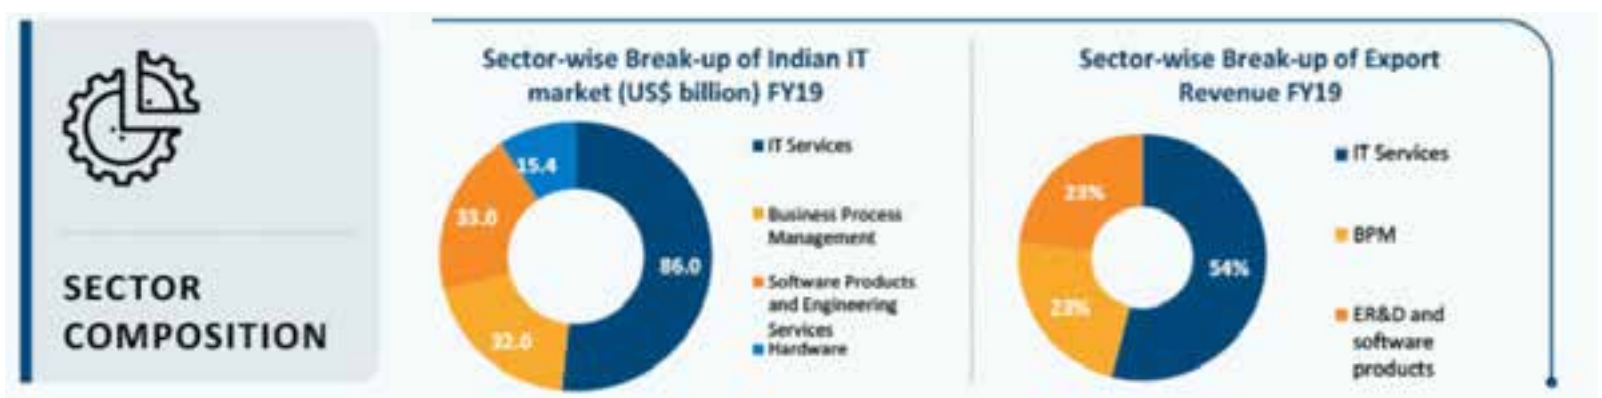 SECTOR
COMPOSITION
Sector-wise Break-up of Indian IT
market (US$ billion) FY19
15.4
33.0
86.0
32.0
IT Services
Business Process
Management
Software Products
and Engineering
Services
Hardware
Sector-wise Break-up of Export
Revenue FY19
23%
54%
23%
IT Services
BPM
ER&D and
software
products